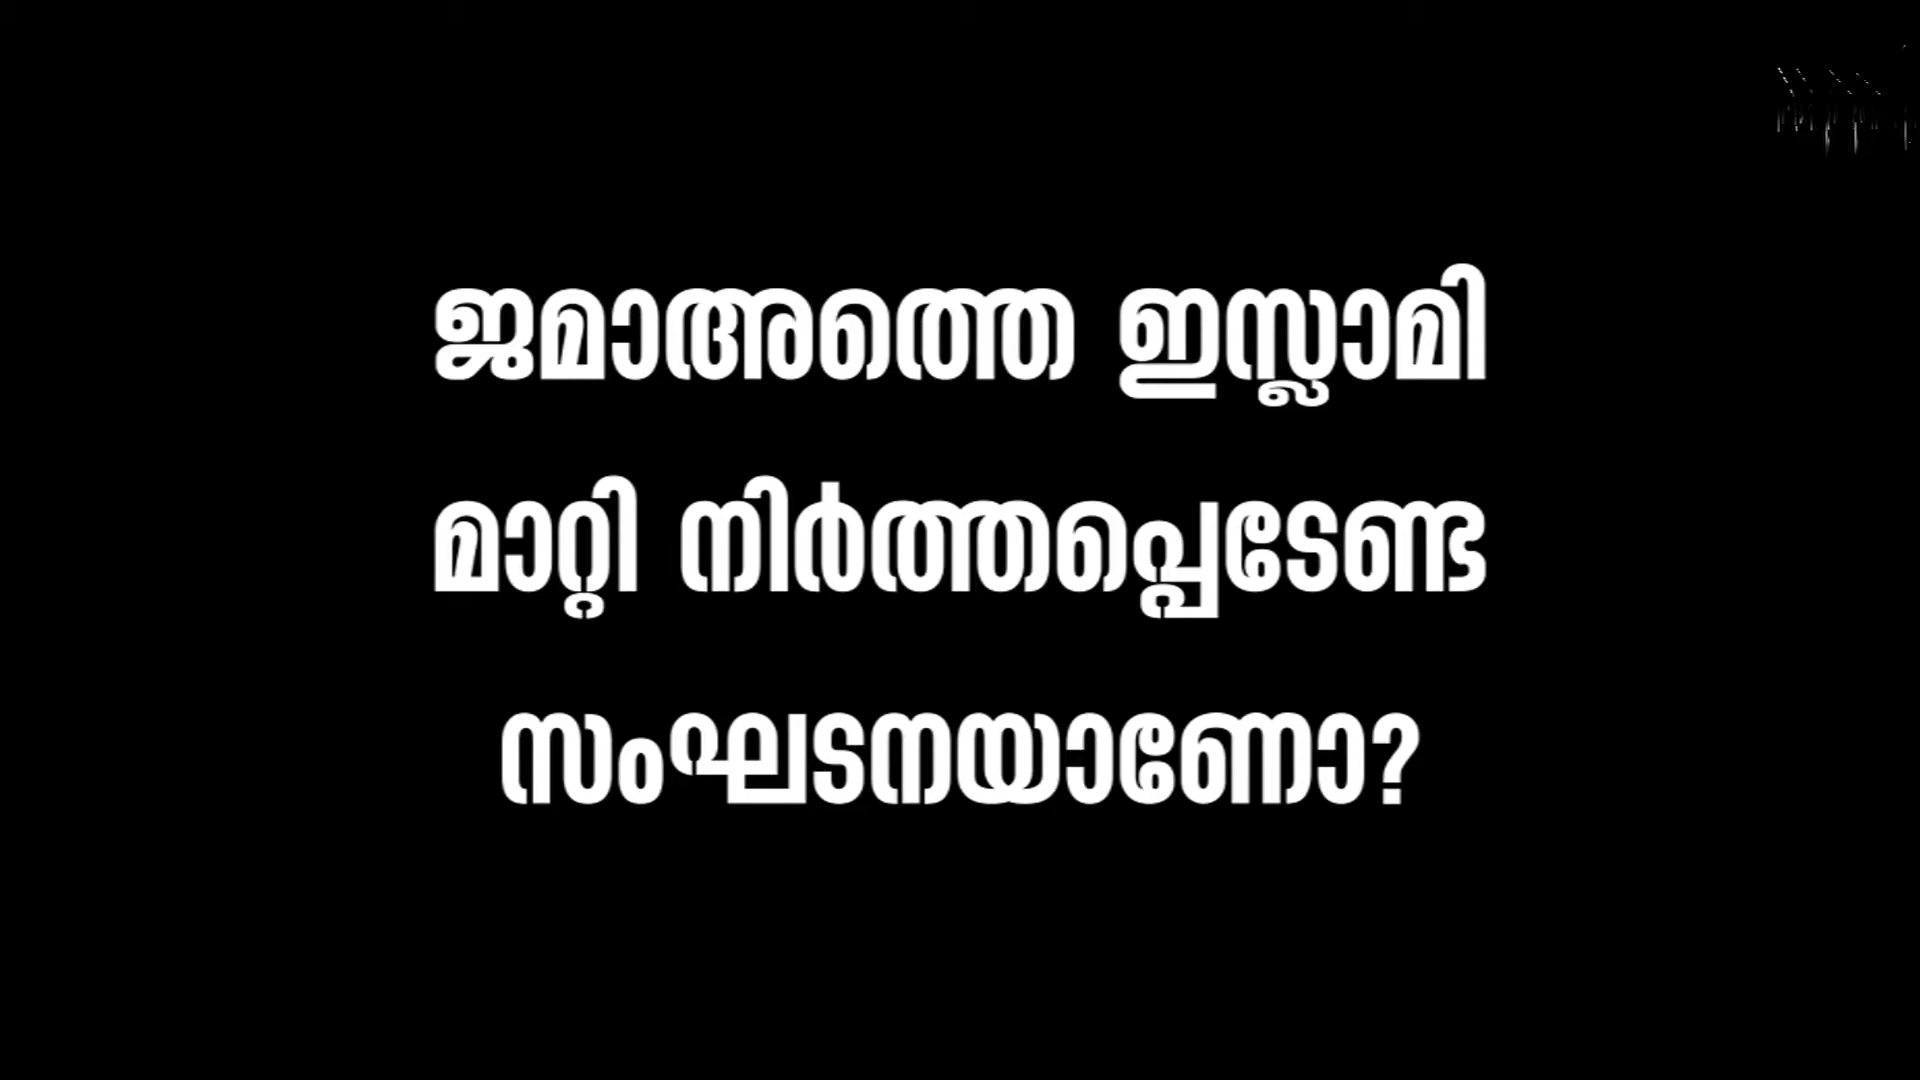 ജമാഅത്തെ ഇസ്ലാമി
മാറ്റി നിർത്തപ്പെടേണ്ട
സംഘടനയാണോ?